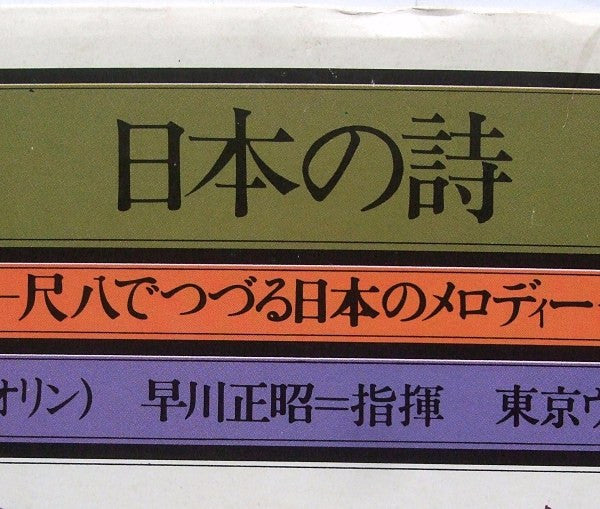 日本の詩
—尺八でつづる日本のメロディー
オリン) 早川正昭=指揮 東京ヴ